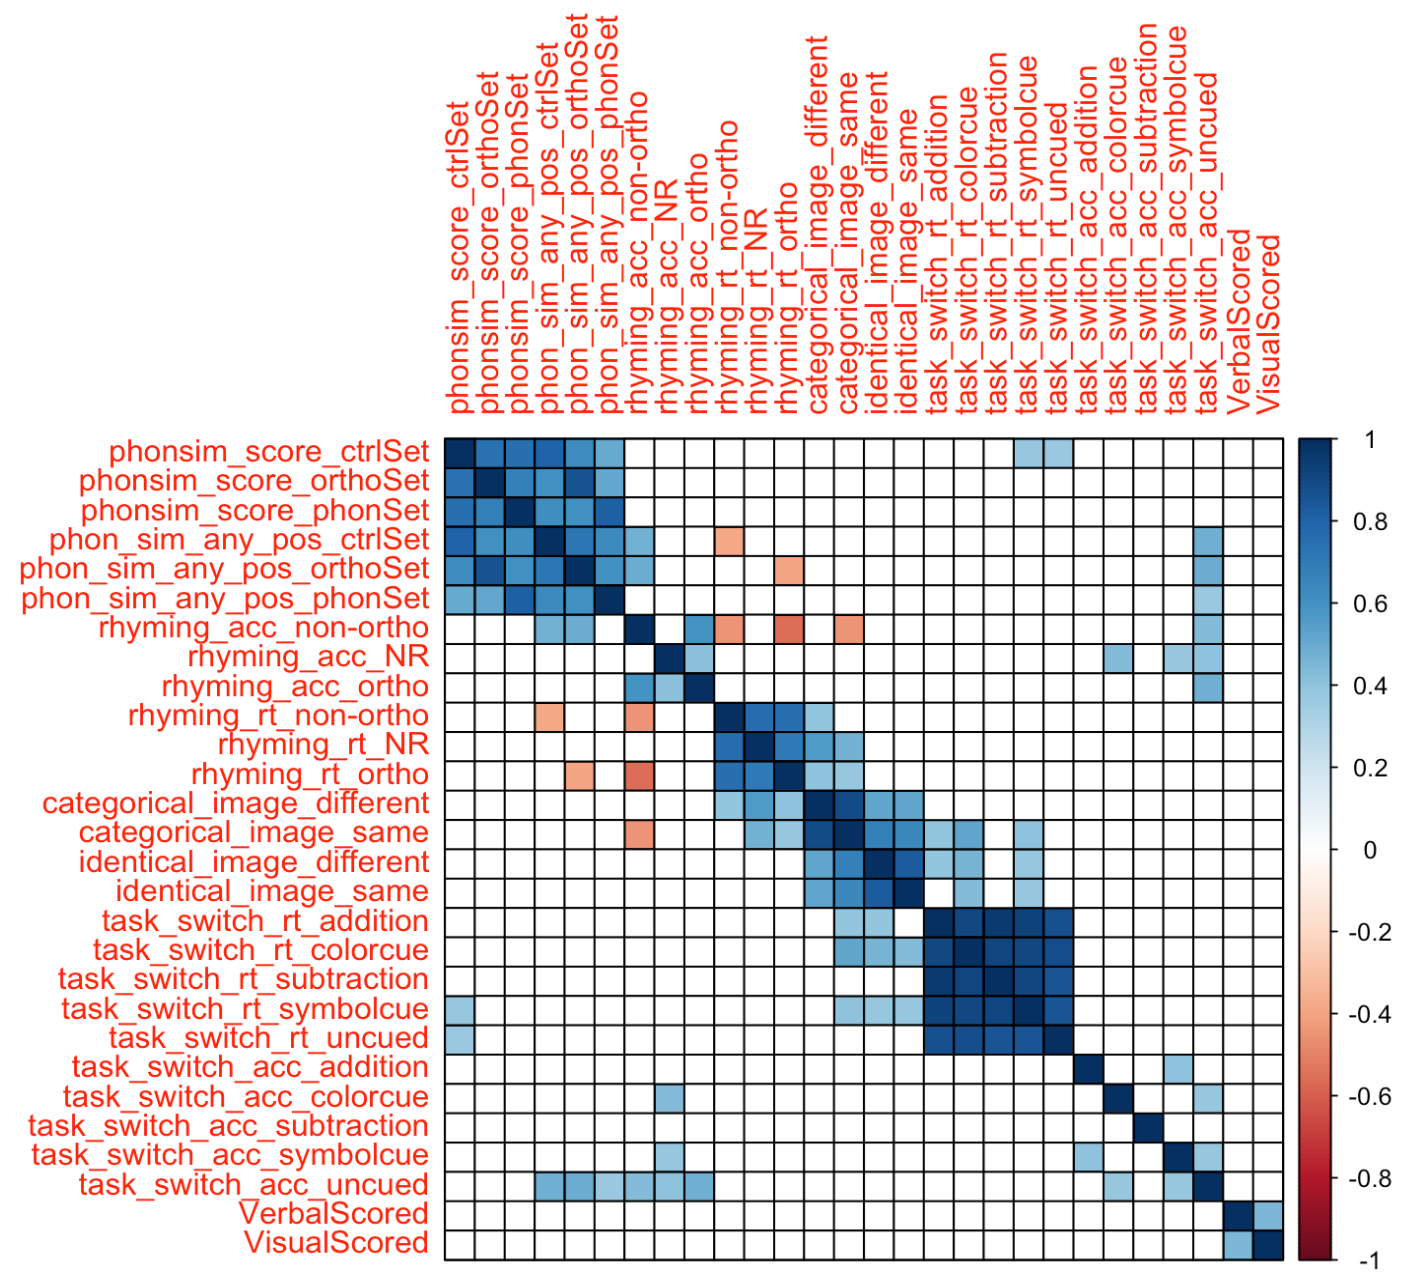 phonsim_score_ctrlSet
phonsim_score_orthoSet
phonsim_score_phonSet
phon_sim_any_pos_ctrlSet
phon_sim_any_pos_orthoSet
phon_sim_any_pos_phonSet
rhyming_acc_non-ortho
rhyming_acc_NR
rhyming_acc_ortho
rhyming_rt_non-ortho
rhyming_rt_NR
rhyming_rt_ortho
categorical_image_different
categorical_image_same
identical_image_different
identical_image_same
task_switch_rt_addition
task_switch_rt_colorcue
task_switch_rt_subtraction
task_switch_rt_symbolcue
task_switch_rt_uncued
task_switch_acc_addition
task_switch_acc_colorcue
task_switch_acc_subtraction
task_switch_acc_symbolcue
task_switch_acc_uncued
VerbalScored
VisualScored
phonsim_score_ctrlSet
phonsim_score_orthoSet
phonsim_score_phonSet
phon_sim_any_pos_ctrlSet
phon_sim_any_pos_orthoSet
phon_sim_any_pos_phonSet
rhyming_acc_non-ortho
rhyming_acc_NR
rhyming_acc_ortho
rhyming_rt_non-ortho
rhyming_rt_NR
rhyming_rt_ortho
categorical_image_different
categorical_image_same
identical_image_different
identical_image_same
task_switch_rt_addition
task_switch_rt_colorcue
task_switch_rt_subtraction
task_switch_rt_symbolcue
task_switch_rt_uncued
task_switch_acc_addition
task_switch_acc_colorcue
task_switch_acc_subtraction
task_switch_acc_symbolcue
task_switch_acc_uncued
VerbalScored
VisualScored
1
0.8
0.6
0.4
0.2
0
-0.2
-0.4
-0.6
-0.8
-1